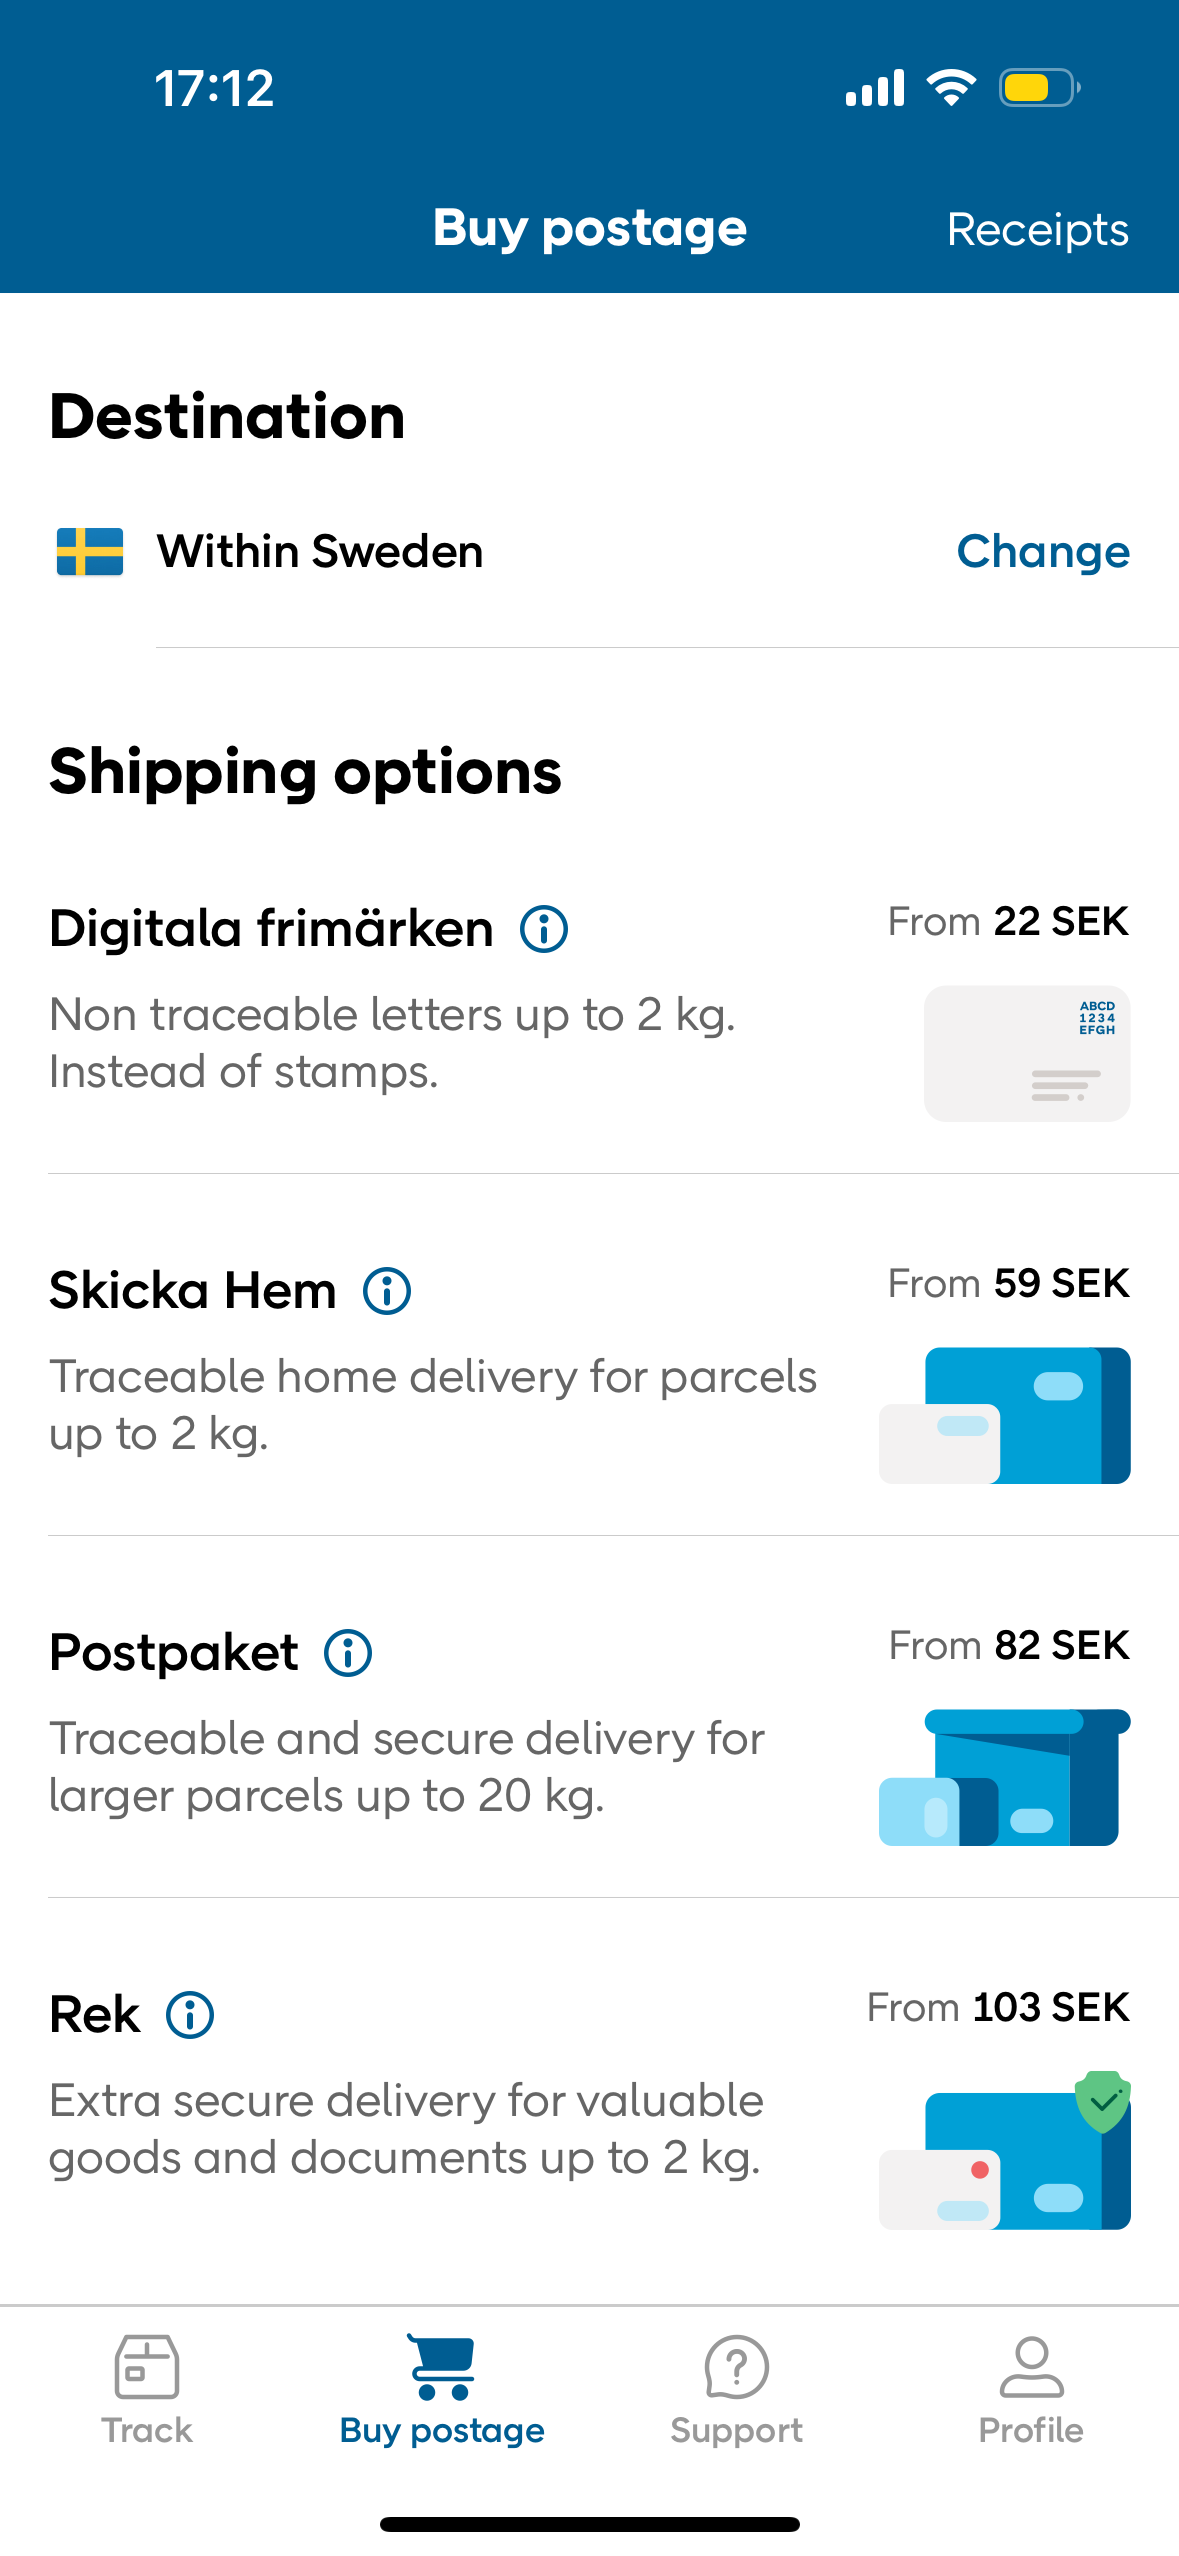 17:12
Buy postage
Receipts
Destination
Within Sweden
Change
Shipping options
Digitala frimärken
From 22 SEK
Non traceable letters up to 2 kg.
Instead of stamps.
ABCD
1234
EFGH
Skicka Hem
From 59 SEK
Traceable home delivery for parcels
up to 2 kg.
Postpaket
From 82 SEK
Traceable and secure delivery for
larger parcels up to 20 kg.
Rek
From 103 SEK
Extra secure delivery for valuable
goods and documents up to 2 kg.
Track
Buy postage
Support
Profile